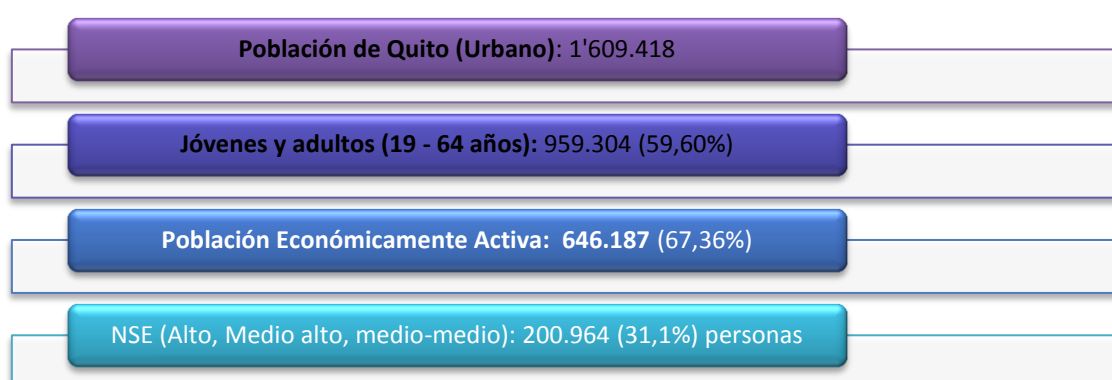 Población de Quito (Urbano): 1'609.418
Jóvenes y adultos (19 - 64 años): 959.304 (59,60%)
Población Económicamente Activa: 646.187 (67,36%)
NSE (Alto, Medio alto, medio-medio): 200.964 (31,1%) personas